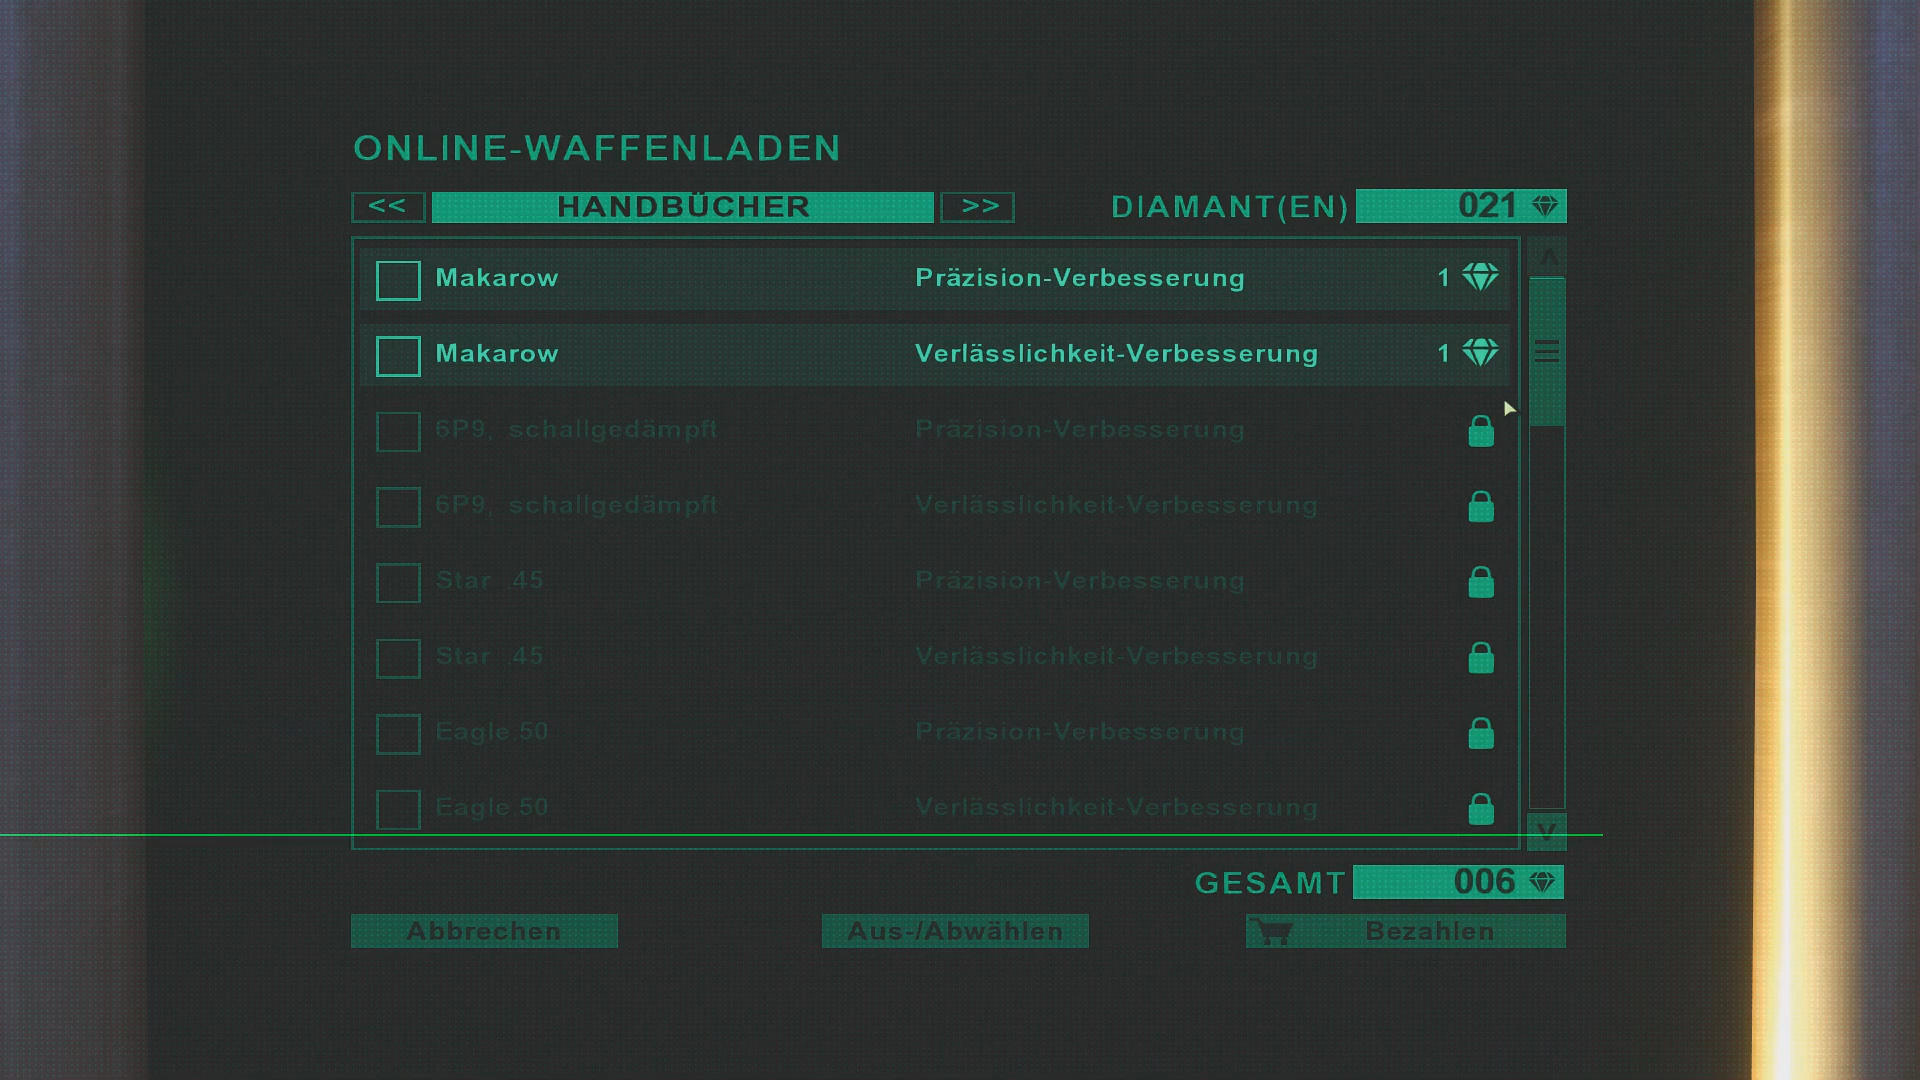 ONLINE-WAFFENLADEN
<< HANDBÜCHER >> DIAMANT(EN) 021
Makarow Präzision-Verbesserung 1
Makarow Verlässlichkeit-Verbesserung 1
6P9, schallgedämpft Präzision-Verbesserung
6P9, schallgedämpft Verlässlichkeit-Verbesserung
Star .45 Präzision-Verbesserung
Star .45 Verlässlichkeit-Verbesserung
Eagle.50 Präzision-Verbesserung
Eagle.50 Verlässlichkeit-Verbesserung
GESAMT 006
Abbrechen Aus-/Abwählen Bezahlen